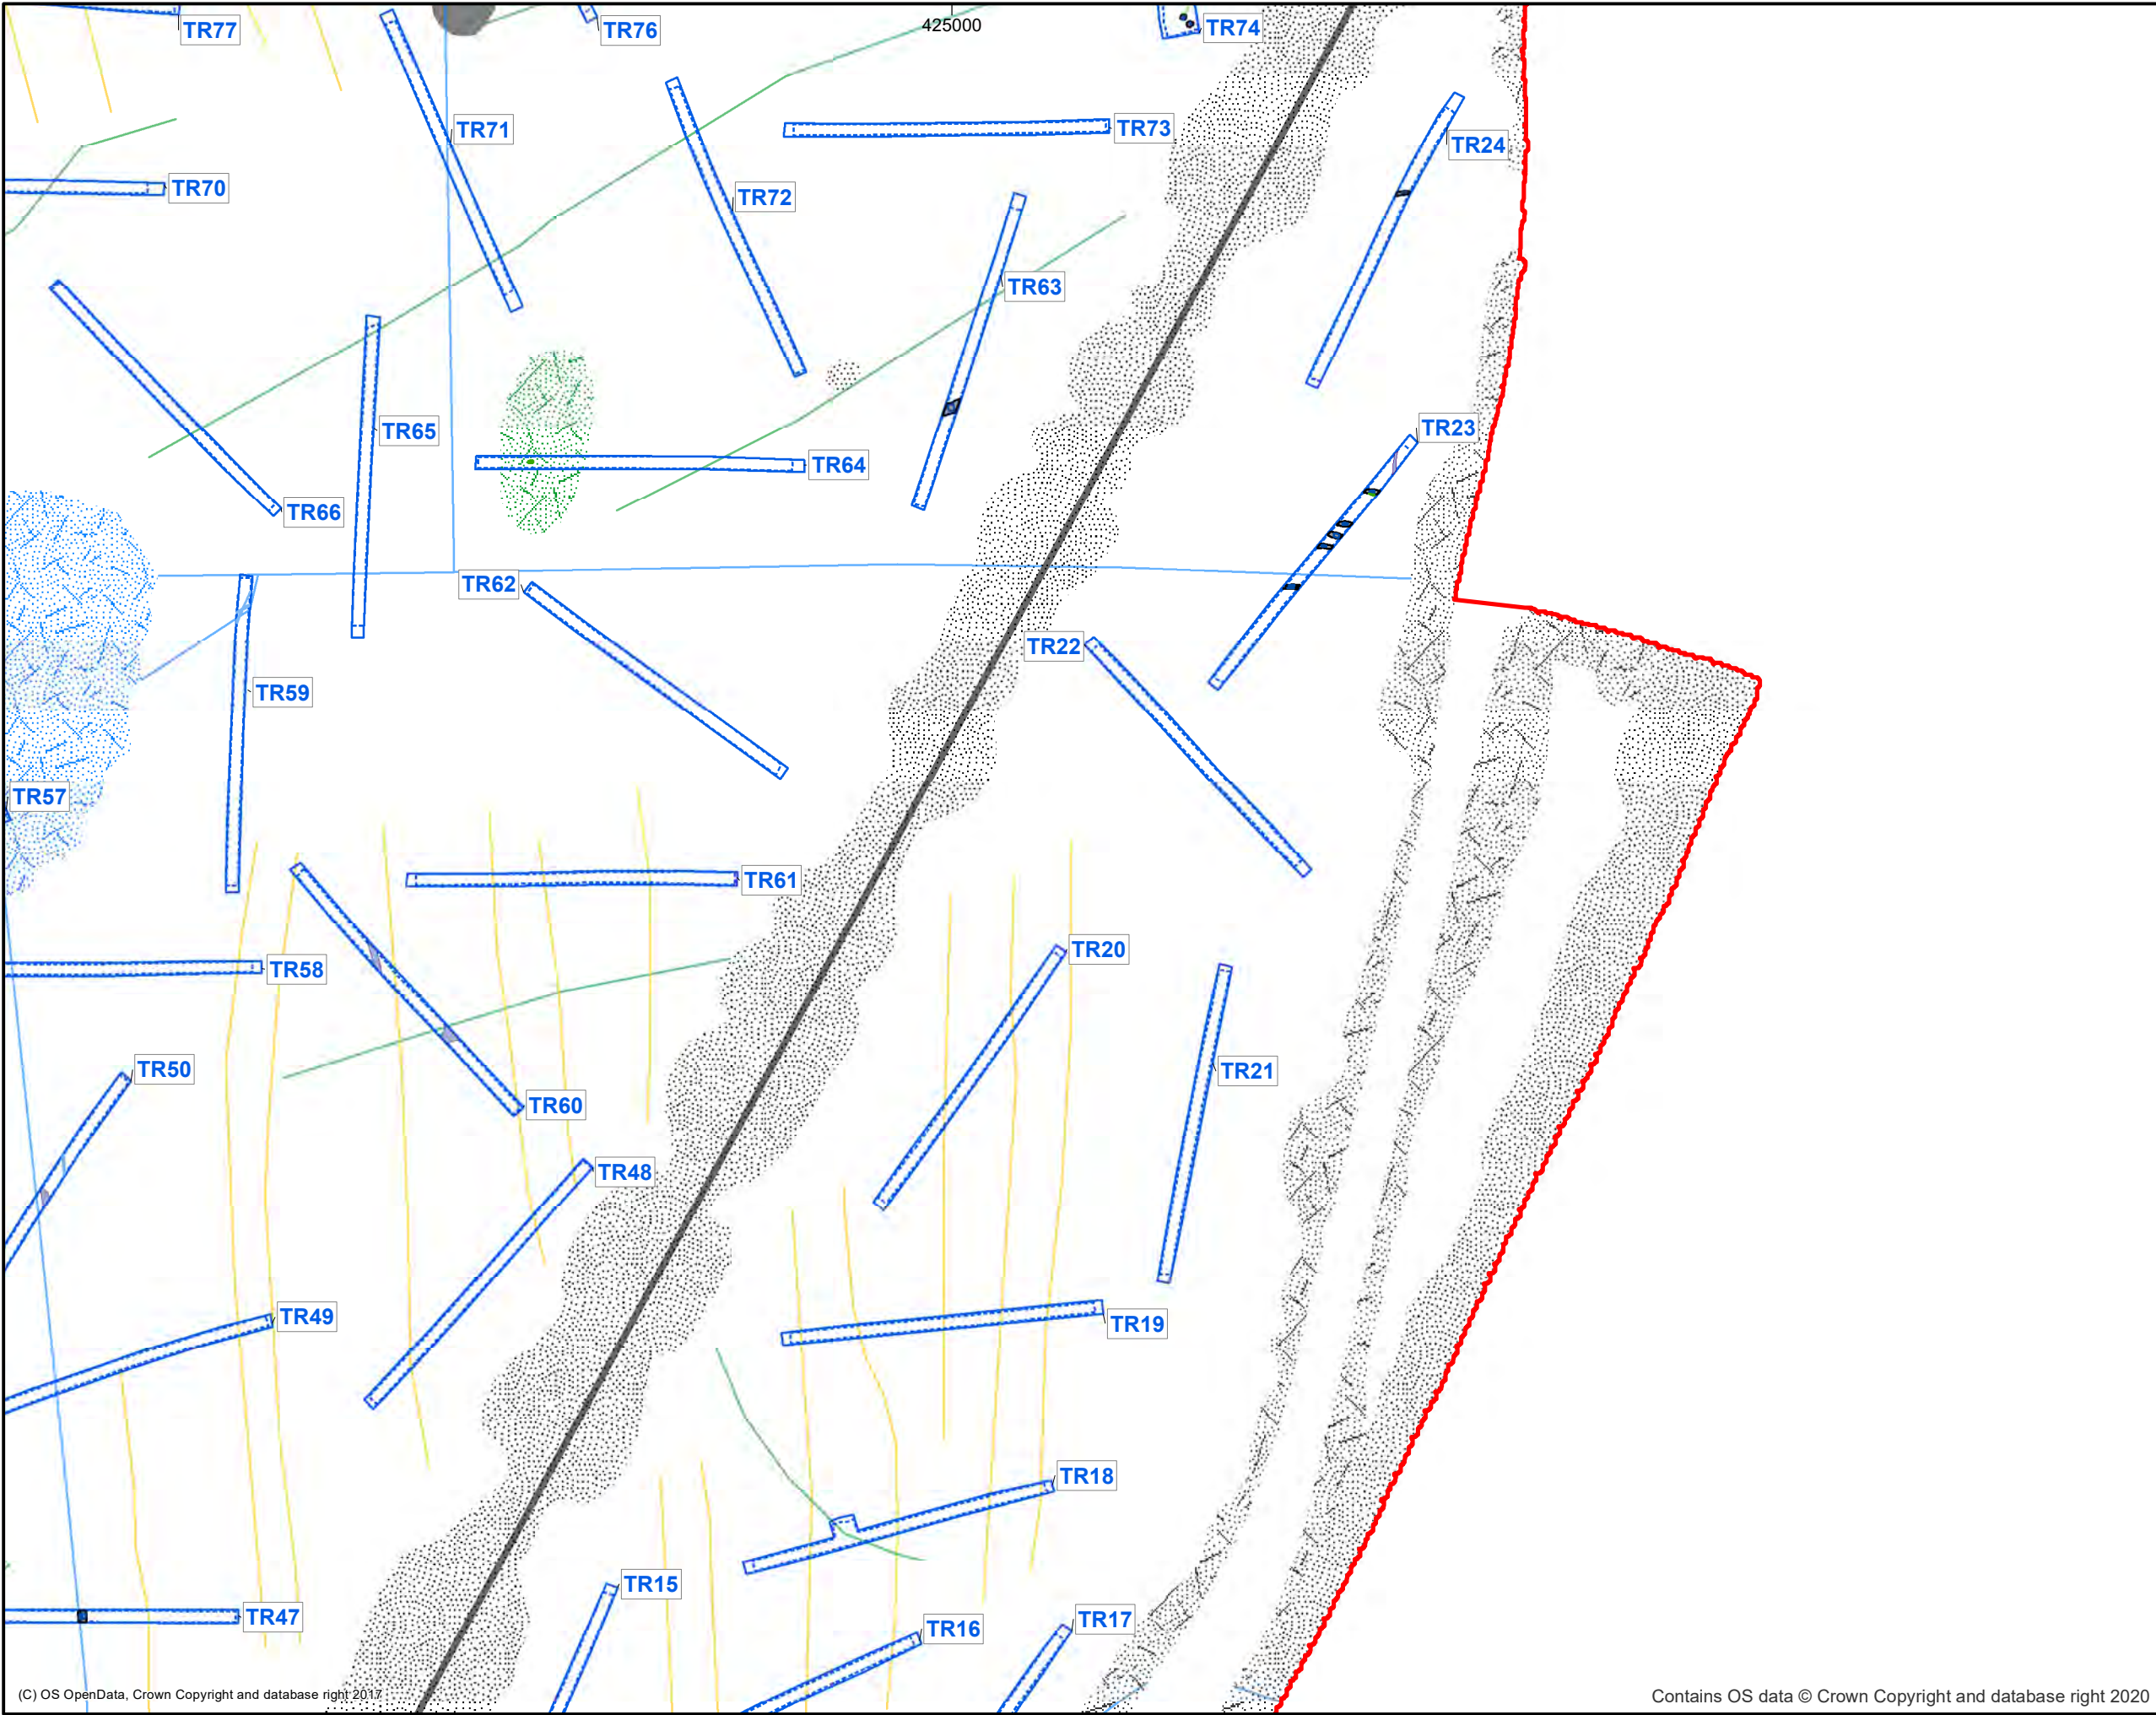 TR77
TR76
425000
TR74
TR71
TR73
TR24
TR70
TR72
TR63
TR65
TR23
TR64
TR66
TR62
TR22
TR59
TR57
TR61
TR58
TR20
TR50
TR21
TR60
TR48
TR49
TR19
TR18
TR15
TR47
TR16
TR17
(C) OS OpenData, Crown Copyright and database right 2017
Contains OS data © Crown Copyright and database right 2020